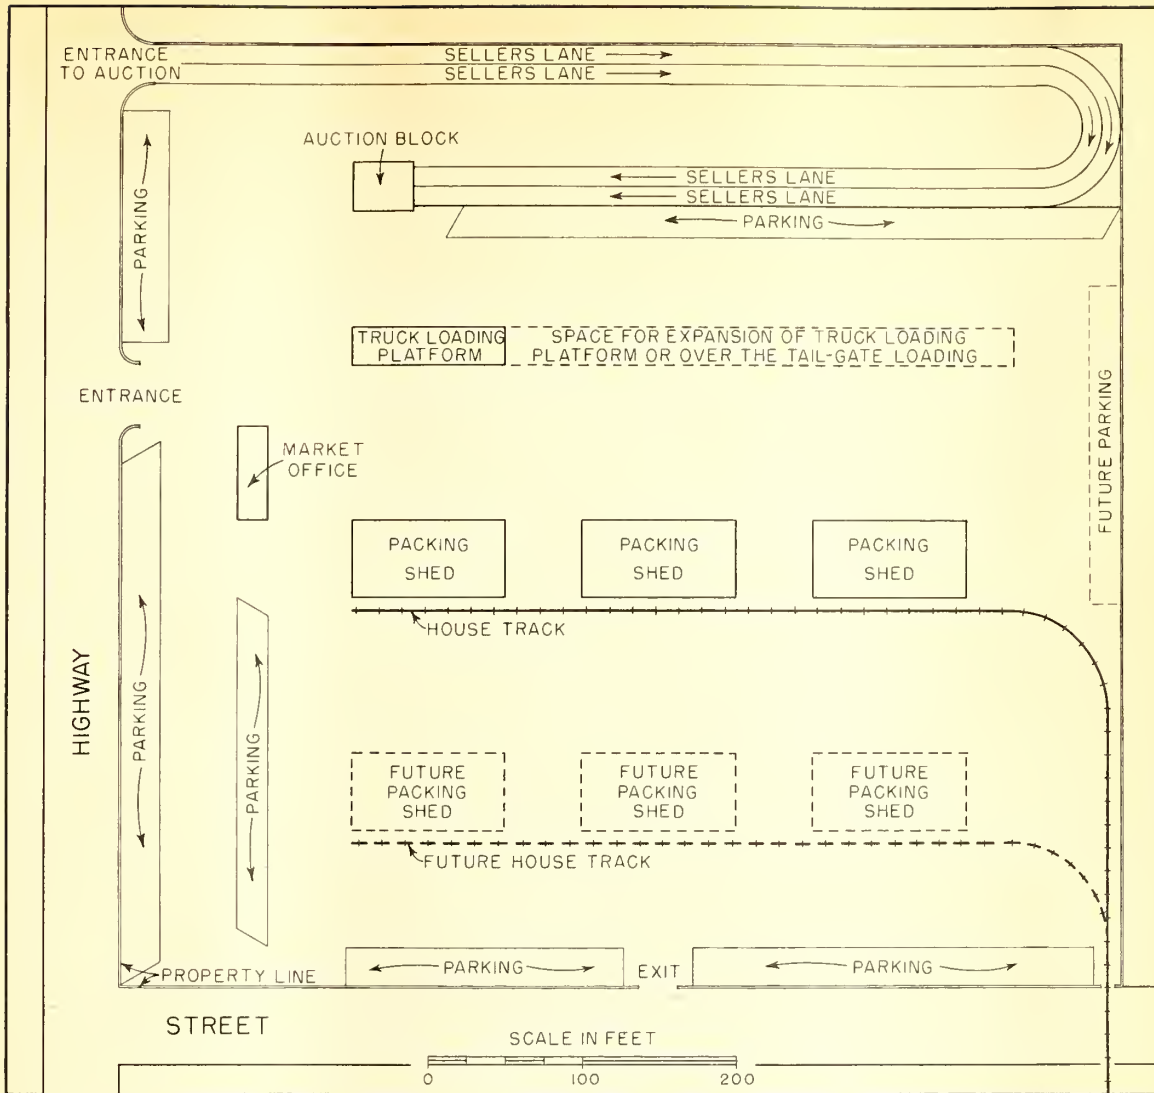 ENTRANCE
TO AUCTION
SELLERS LANE
SELLERS LANE
AUCTION BLOCK
SELLERS LANE
SELLERS LANE
PARKING
PARKING
TRUCK LOADING
PLATFORM
SPACE FOR EXPANSION OF TRUCK LOADING
PLATFORM OR OVER THE TAIL-GATE LOADING
FUTURE PARKING
ENTRANCE
MARKET
OFFICE
PACKING
SHED
PACKING
SHED
PACKING
SHED
HOUSE TRACK
HIGHWAY
PARKING
PARKING
FUTURE
PACKING
SHED
FUTURE
PACKING
SHED
FUTURE
PACKING
SHED
FUTURE HOUSE TRACK
PROPERTY LINE
PARKING
EXIT
PARKING
STREET
SCALE IN FEET
0 100 200